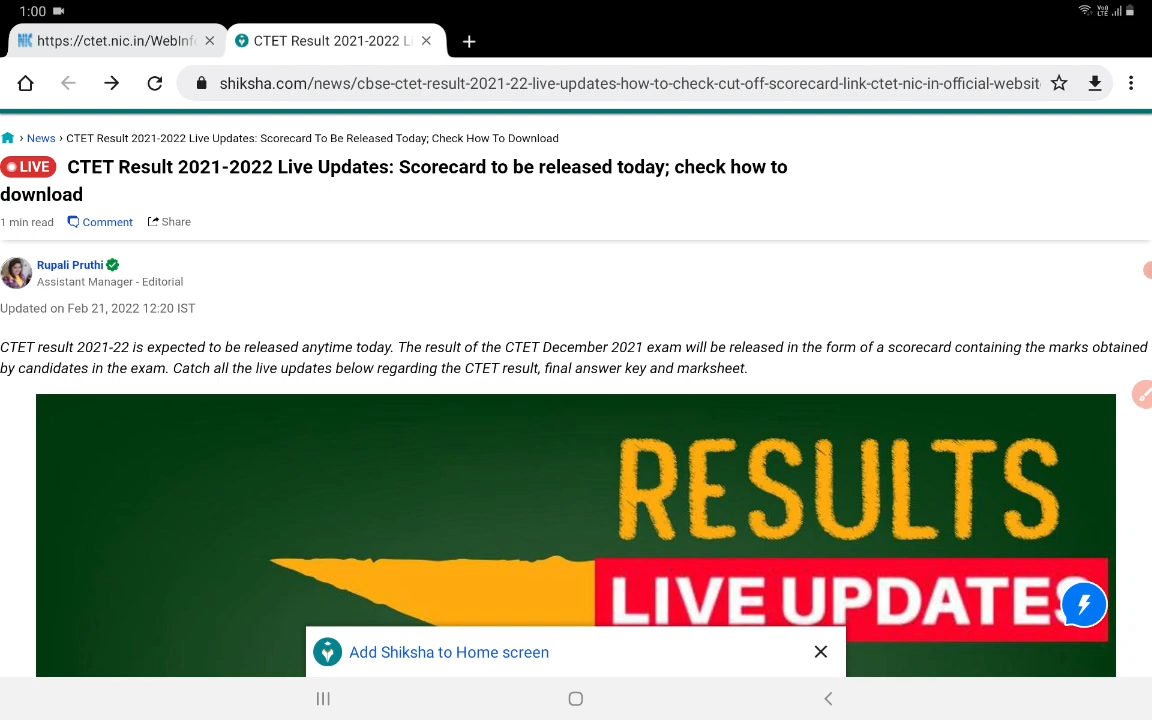 1:00
Vo)) LTE
NIC https://ctet.nic.in/WebInf
CTET Result 2021-2022 Li
shiksha.com/news/cbse-ctet-result-2021-22-live-updates-how-to-check-cut-off-scorecard-link-ctet-nic-in-official-websit
› News › CTET Result 2021-2022 Live Updates: Scorecard To Be Released Today; Check How To Download
LIVE CTET Result 2021-2022 Live Updates: Scorecard to be released today; check how to
download
1 min read Comment Share
Rupali Pruthi
Assistant Manager - Editorial
Updated on Feb 21, 2022 12:20 IST
CTET result 2021-22 is expected to be released anytime today. The result of the CTET December 2021 exam will be released in the form of a scorecard containing the marks obtained
by candidates in the exam. Catch all the live updates below regarding the CTET result, final answer key and marksheet.
RESULTS
LIVE UPDATES
Add Shiksha to Home screen